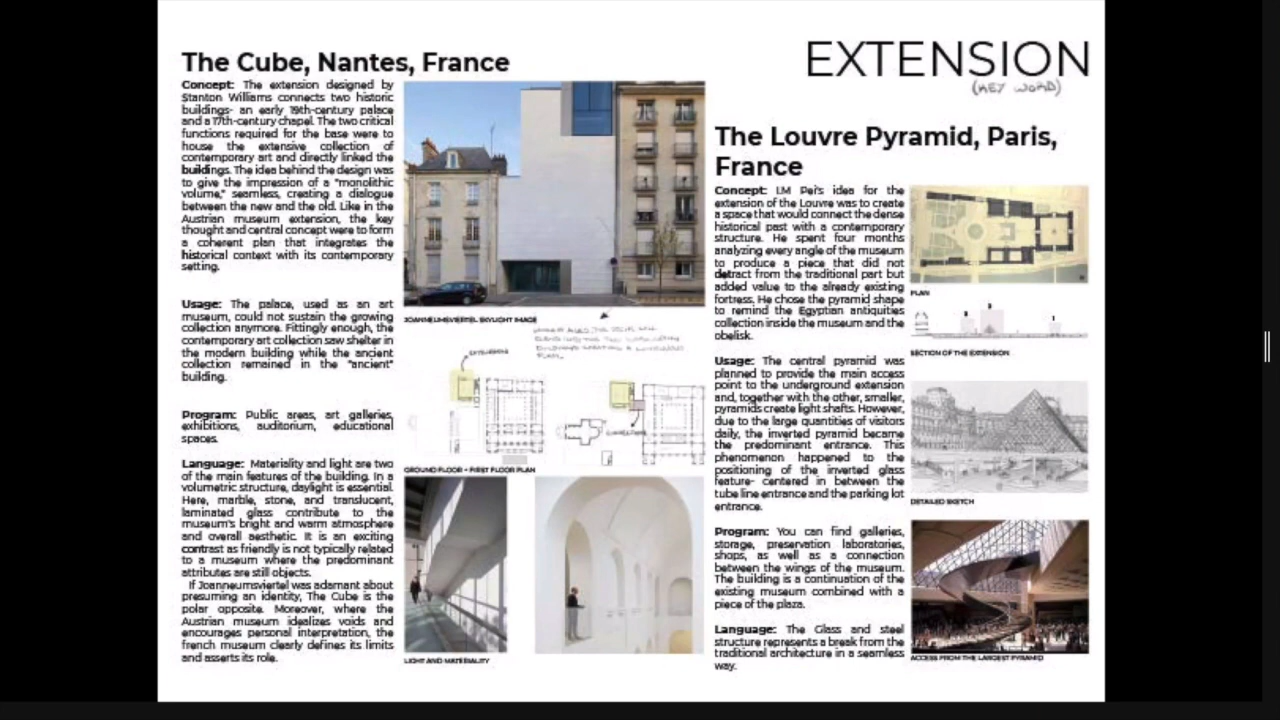 The Cube, Nantes, France
Concept: The extension designed by
Stanton Williams connects two historic
buildings- an early 19th-century palace
and a 17th-century chapel. The two critical
functions required for the base were to
house the extensive collection of
contemporary art and directly linked the
buildings. The idea behind the design was
to give the impression of a "monolithic
volume," seamless, creating a dialogue
between the new and the old. Like in the
Austrian museum extension, the key
thought and central concept were to form
a coherent plan that integrates the
historical context with its contemporary
setting.
Usage: The palace, used as an art
museum, could not sustain the growing
collection anymore. Fittingly enough, the
contemporary art collection saw shelter in
the modern building while the ancient
collection remained in the "ancient"
building.
Program: Public areas, art galleries,
exhibitions, auditorium, educational
spaces.
Language: Materiality and light are two
of the main features of the building. In a
volumetric structure, daylight is essential.
Here, marble, stone, and translucent,
laminated glass contribute to the
museum's bright and warm atmosphere
and overall aesthetic. It is an exciting
contrast as friendly is not typically related
to a museum where the predominant
attributes are still objects.
If Joanneumsviertel was adamant about
presuming an identity, The Cube is the
polar opposite. Moreover, where the
Austrian museum idealizes voids and
encourages personal interpretation, the
french museum clearly defines its limits
and asserts its role.
JOANNEUMSVIERTEL SKYLIGHT IMAGE
EXTENSION
GROUND FLOOR + FIRST FLOOR PLAN
LIGHT AND MATERIALITY
EXTENSION
(KEY WORD)
The Louvre Pyramid, Paris,
France
Concept: I.M Pei's idea for the
extension of the Louvre was to create
a space that would connect the dense
historical past with a contemporary
structure. He spent four months
analyzing every angle of the museum
to produce a piece that did not
detract from the traditional part but
added value to the already existing
fortress. He chose the pyramid shape
to remind the Egyptian antiquities
collection inside the museum and the
obelisk.
Usage: The central pyramid was
planned to provide the main access
point to the underground extension
and, together with the other, smaller,
pyramids create light shafts. However,
due to the large quantities of visitors
daily, the inverted pyramid became
the predominant entrance. This
phenomenon happened to the
positioning of the inverted glass
feature- centered in between the
tube line entrance and the parking lot
entrance.
Program: You can find galleries,
storage, preservation laboratories,
shops, as well as a connection
between the wings of the museum.
The building is a continuation of the
existing museum combined with a
piece of the plaza.
Language: The Glass and steel
structure represents a break from the
traditional architecture in a seamless
way.
PLAN
SECTION OF THE EXTENSION
DETAILED SKETCH
ACCESS FROM THE LARGEST PYRAMID